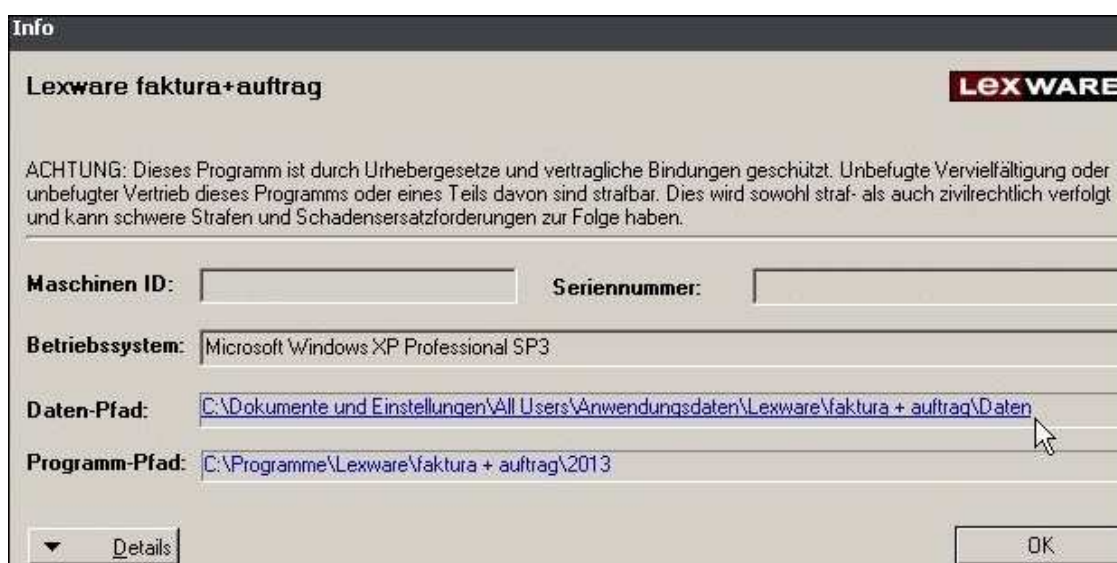 Info
Lexware faktura+auftrag
LEXWARE
ACHTUNG: Dieses Programm ist durch Urhebergesetze und vertragliche Bindungen geschützt. Unbefugte Vervielfältigung oder
unbefugter Vertrieb dieses Programms oder eines Teils davon sind strafbar. Dies wird sowohl straf- als auch zivilrechtlich verfolgt
und kann schwere Strafen und Schadensersatzforderungen zur Folge haben.
Maschinen ID: Seriennummer:
Betriebssystem: Microsoft Windows XP Professional SP3
Daten-Pfad: C:\Dokumente und Einstellungen\All Users\Anwendungsdaten\Lexware\faktura + auftrag\Daten
Programm-Pfad: C:\Programme\Lexware\faktura + auftrag\2013
Details OK